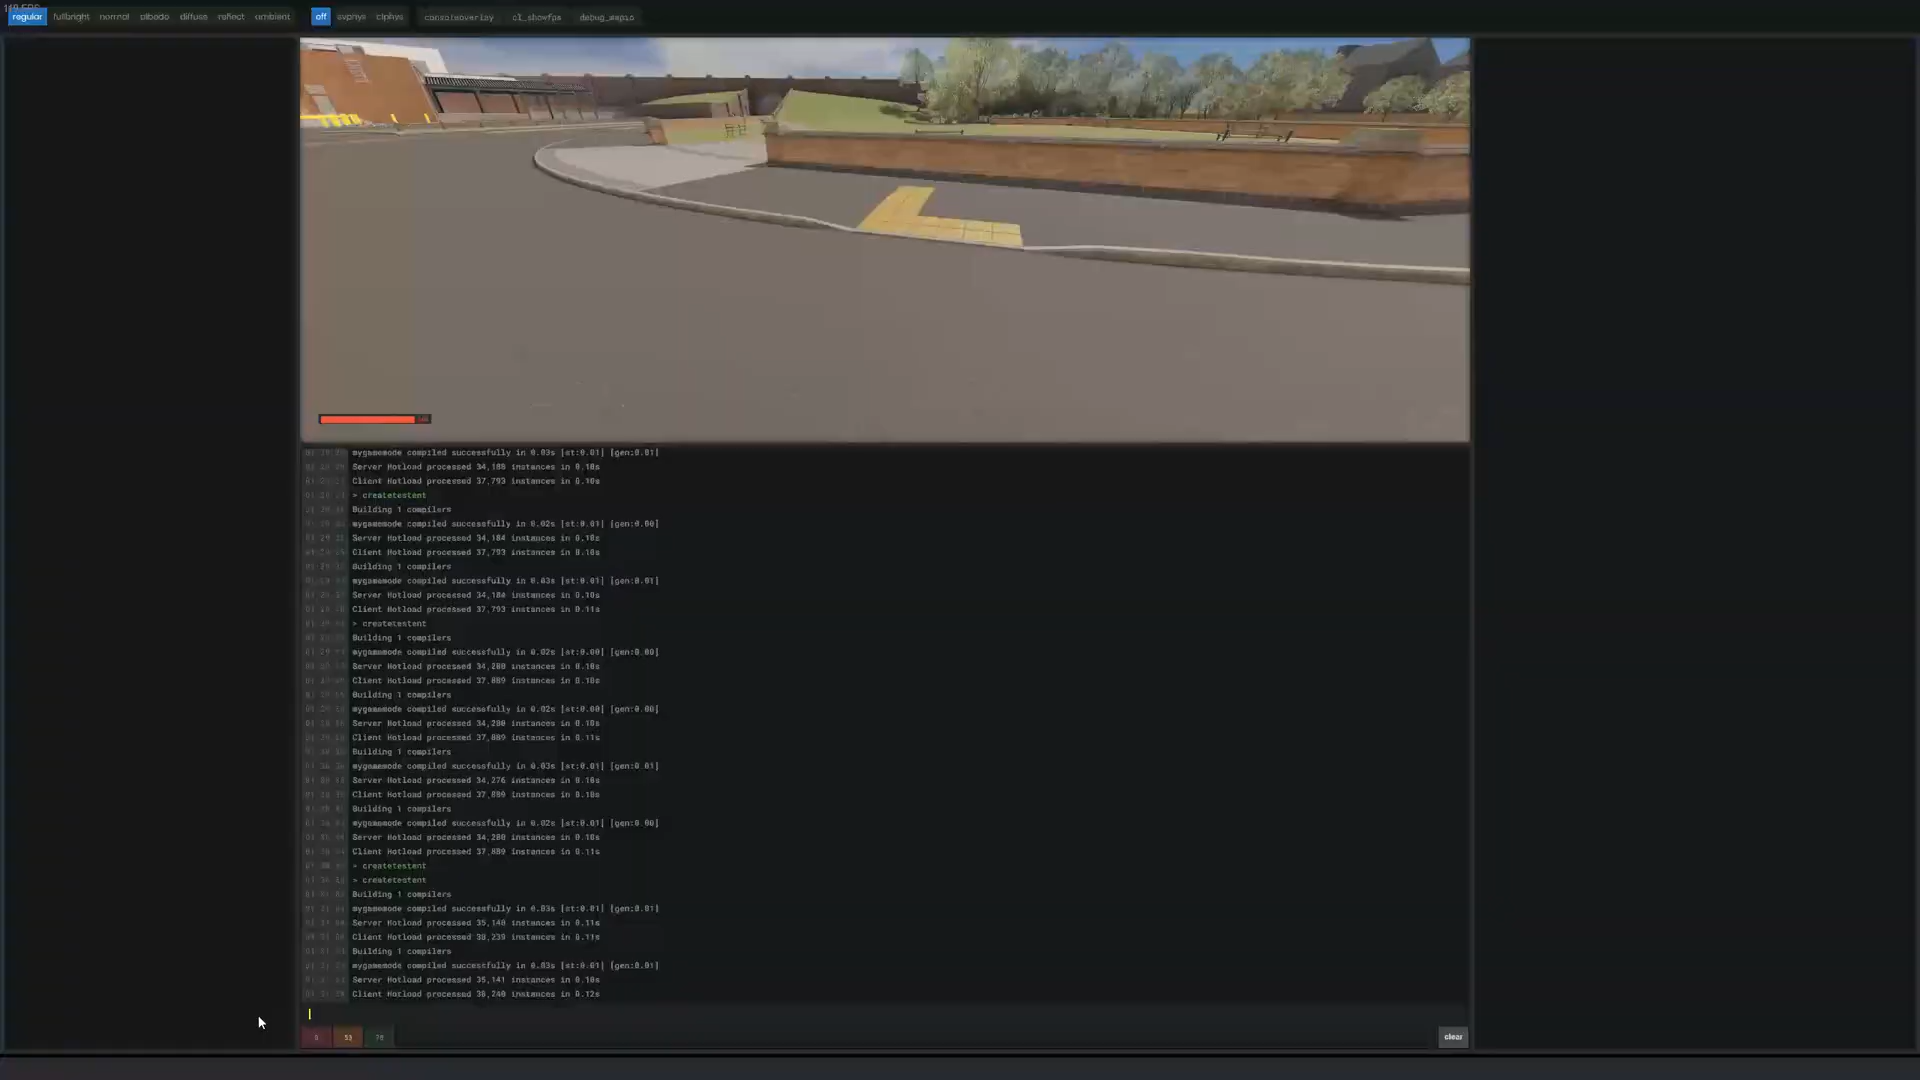 regular fullbright normal albedo diffuse reflect ambient off svphys clphys consoleoverlay cl_showfps debug_mapio
mygamemode compiled successfully in 0.03s [st:0.01] [gen:0.01]
Server Hotload processed 34,188 instances in 0.10s
Client Hotload processed 37,793 instances in 0.10s
> createtestent
Building 1 compilers
mygamemode compiled successfully in 0.02s [st:0.01] [gen:0.00]
Server Hotload processed 34,184 instances in 0.10s
Client Hotload processed 37,793 instances in 0.10s
Building 1 compilers
mygamemode compiled successfully in 0.03s [st:0.01] [gen:0.01]
Server Hotload processed 34,184 instances in 0.10s
Client Hotload processed 37,793 instances in 0.11s
> createtestent
Building 1 compilers
mygamemode compiled successfully in 0.02s [st:0.00] [gen:0.00]
Server Hotload processed 34,280 instances in 0.10s
Client Hotload processed 37,889 instances in 0.10s
Building 1 compilers
mygamemode compiled successfully in 0.02s [st:0.00] [gen:0.00]
Server Hotload processed 34,280 instances in 0.10s
Client Hotload processed 37,889 instances in 0.11s
Building 1 compilers
mygamemode compiled successfully in 0.03s [st:0.01] [gen:0.01]
Server Hotload processed 34,276 instances in 0.10s
Client Hotload processed 37,889 instances in 0.10s
Building 1 compilers
mygamemode compiled successfully in 0.02s [st:0.01] [gen:0.00]
Server Hotload processed 34,280 instances in 0.10s
Client Hotload processed 37,889 instances in 0.11s
> createtestent
> createtestent
Building 1 compilers
mygamemode compiled successfully in 0.03s [st:0.01] [gen:0.01]
Server Hotload processed 35,140 instances in 0.11s
Client Hotload processed 38,239 instances in 0.11s
Building 1 compilers
mygamemode compiled successfully in 0.03s [st:0.01] [gen:0.01]
Server Hotload processed 35,141 instances in 0.10s
Client Hotload processed 38,240 instances in 0.12s
clear